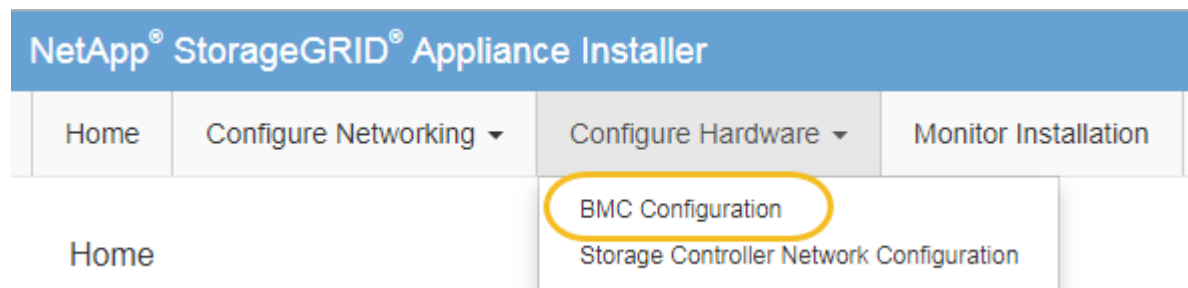 NetApp® StorageGRID® Appliance Installer
Home Configure Networking Configure Hardware Monitor Installation
BMC Configuration
Home
Storage Controller Network Configuration